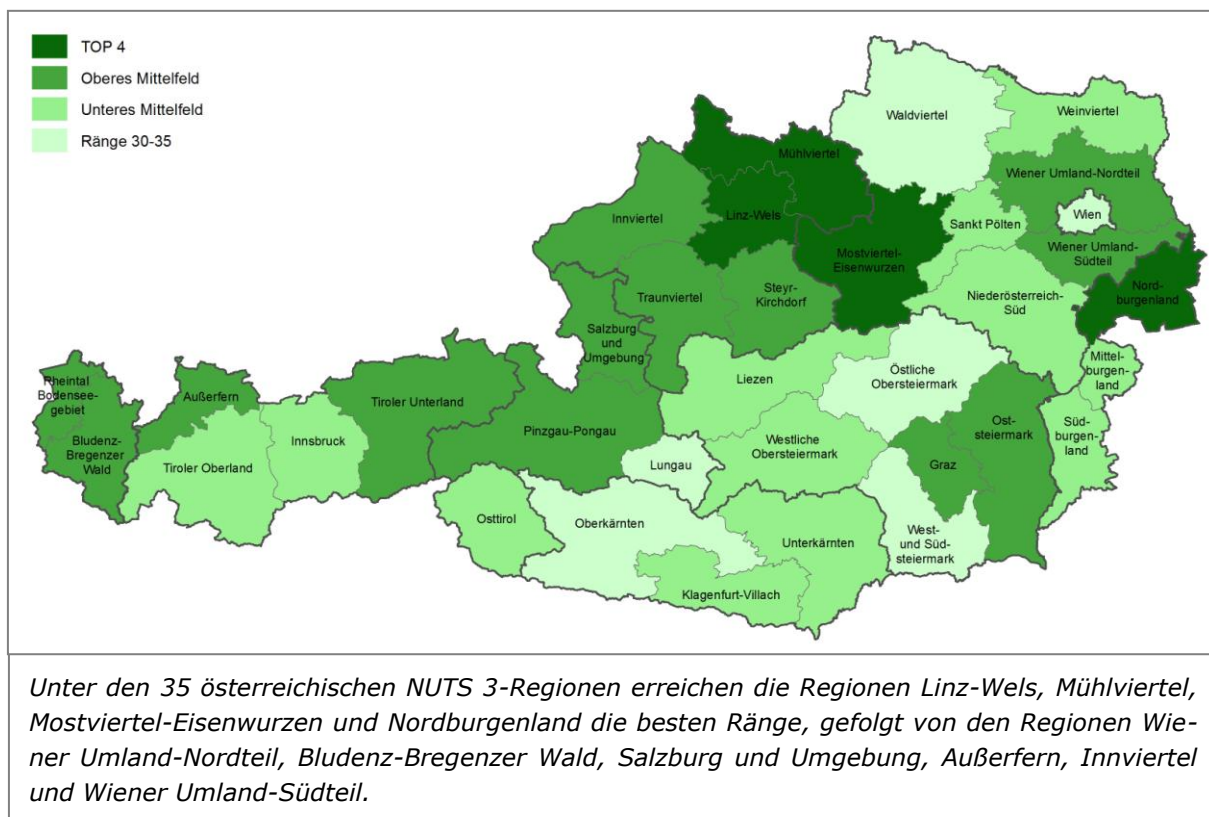 TOP 4
Oberes Mittelfeld
Unteres Mittelfeld
Ränge 30-35
Waldviertel
Weinviertel
Mühlviertel
Wiener Umland-Nordteil
Innviertel
Linz-Wels
Wien
Sankt Pölten
Mostviertel-
Eisenwurzen
Wiener Umland-
Südteil
Nord-
burgenland
Traunviertel
Steyr-
Kirchdorf
Niederösterreich-
Süd
Salzburg
und
Umgebung
Mittel-
burgen-
land
Rheintal
Bodensee-
gebiet
Außerfern
Tiroler Unterland
Liezen
Östliche
Obersteiermark
Bludenz-
Bregenzer
Wald
Innsbruck
Pinzgau-Pongau
Ost-
steiermark
Süd-
burgen-
land
Tiroler Oberland
Westliche
Obersteiermark
Lungau
Graz
Osttirol
Oberkärnten
Unterkärnten
West-
und Süd-
steiermark
Klagenfurt-Villach
Unter den 35 österreichischen NUTS 3-Regionen erreichen die Regionen Linz-Wels, Mühlviertel,
Mostviertel-Eisenwurzen und Nordburgenland die besten Ränge, gefolgt von den Regionen Wie-
ner Umland-Nordteil, Bludenz-Bregenzer Wald, Salzburg und Umgebung, Außerfern, Innviertel
und Wiener Umland-Südteil.